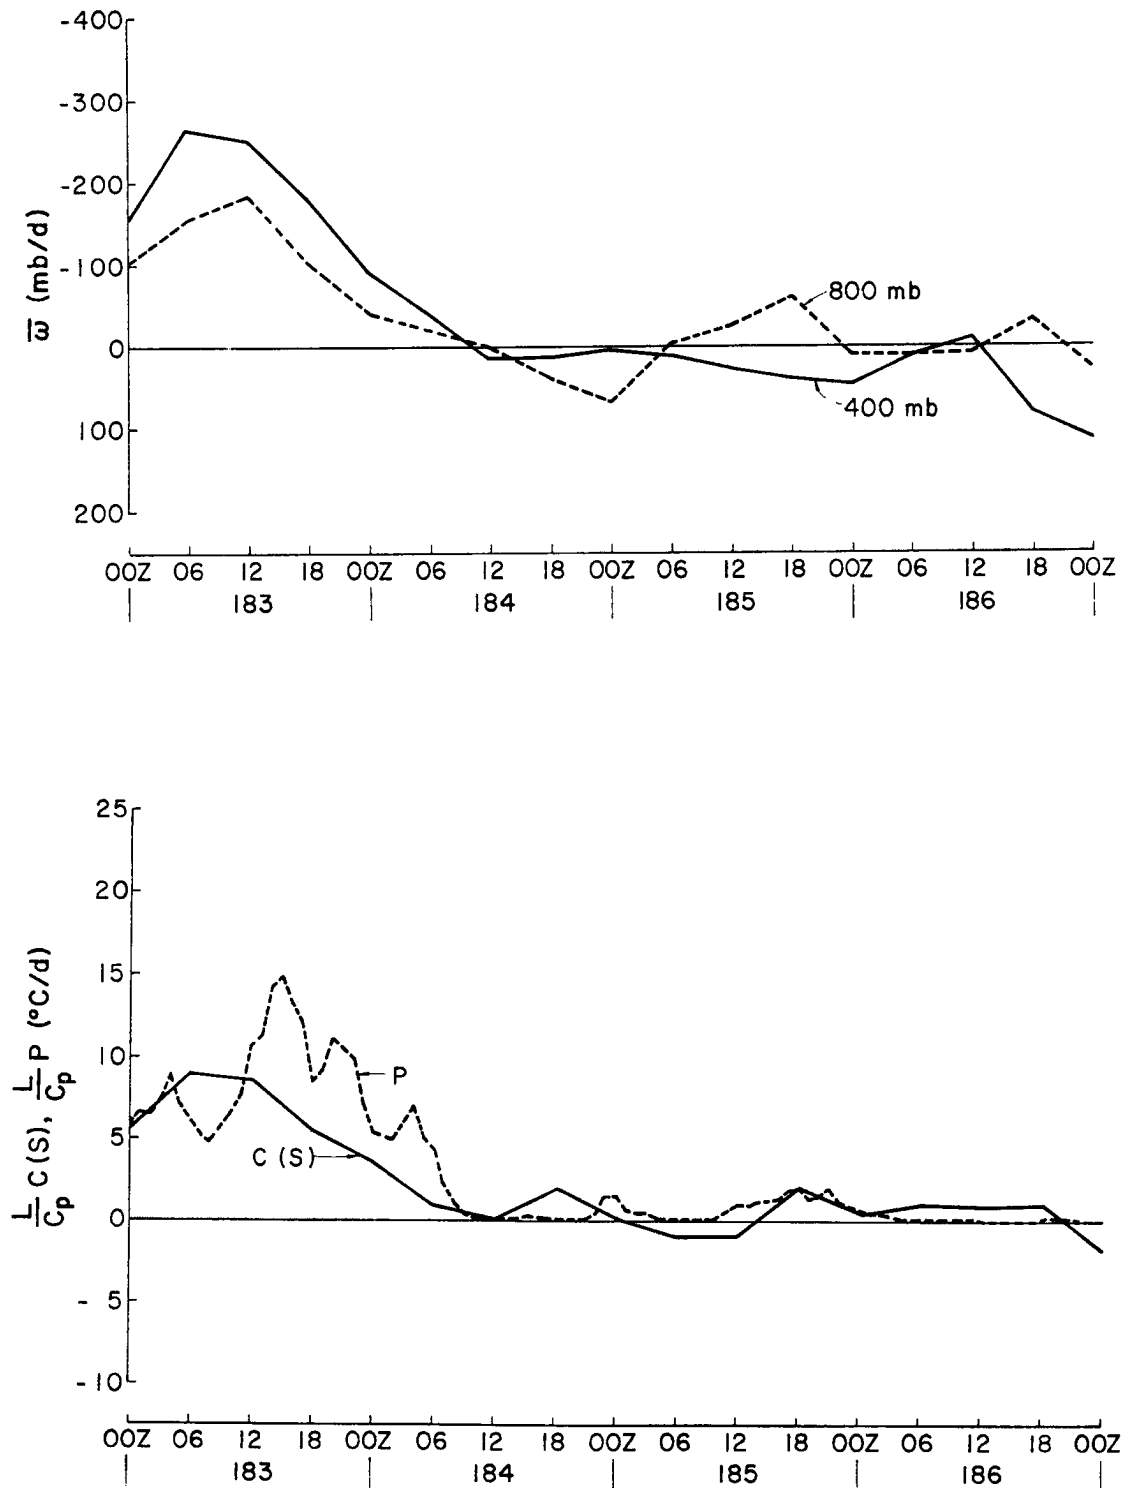 -400
-300
-200
-100
0
100
200
ω̅ (mb/d)
800 mb
400 mb
00Z 06 12 18 00Z 06 12 18 00Z 06 12 18 00Z 06 12 18 00Z
183 184 185 186
25
20
15
10
5
0
- 5
-10
L/Cp C(S), L/Cp P (°C/d)
P
C (S)
00Z 06 12 18 00Z 06 12 18 00Z 06 12 18 00Z 06 12 18 00Z
183 184 185 186